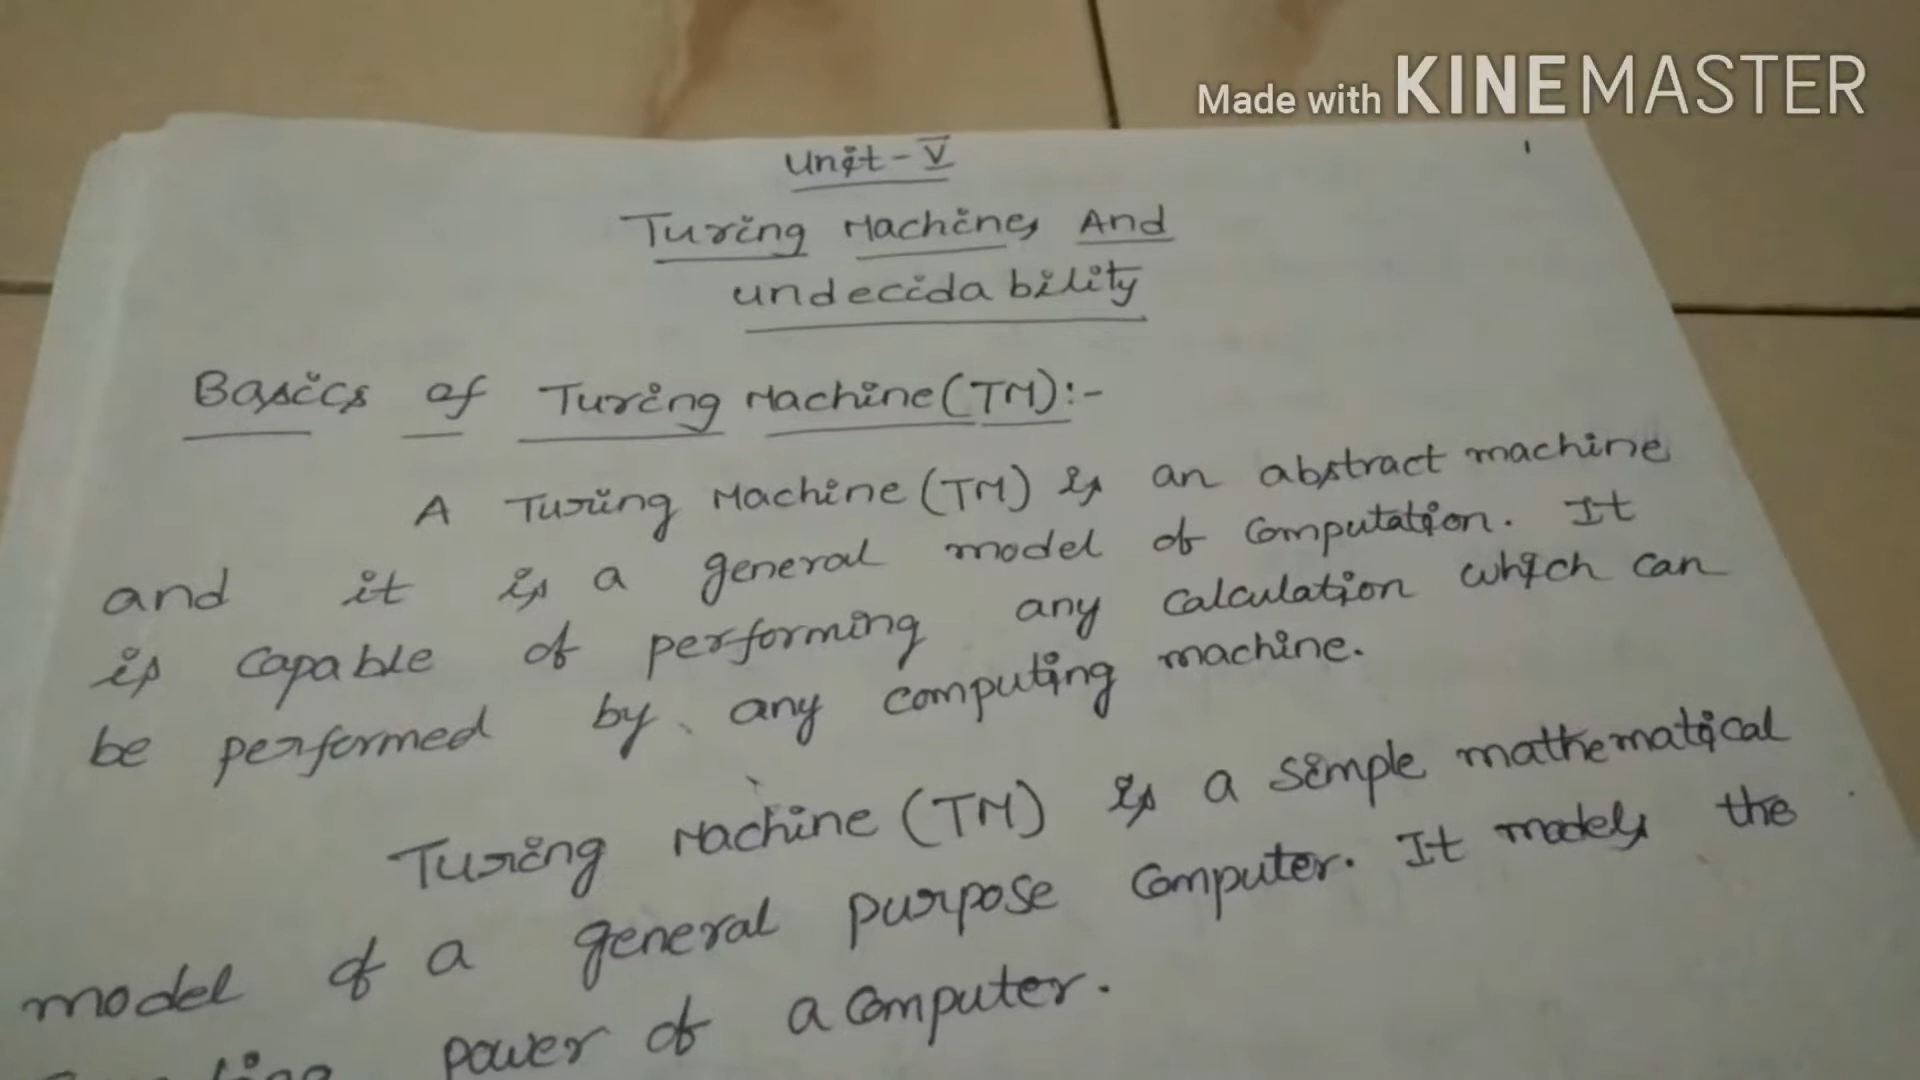 Made with KINEMASTER
Unit - V
1
Turing Machines And
undecidability
Basics of Turing Machine (TM):-
A Turing Machine (TM) is an abstract machine
and it is a general model of computation. It
is capable of performing any calculation which can
be performed by any computing machine.
Turing Machine (TM) is a simple mathematical
model of a general purpose computer. It models the
power of a computer.